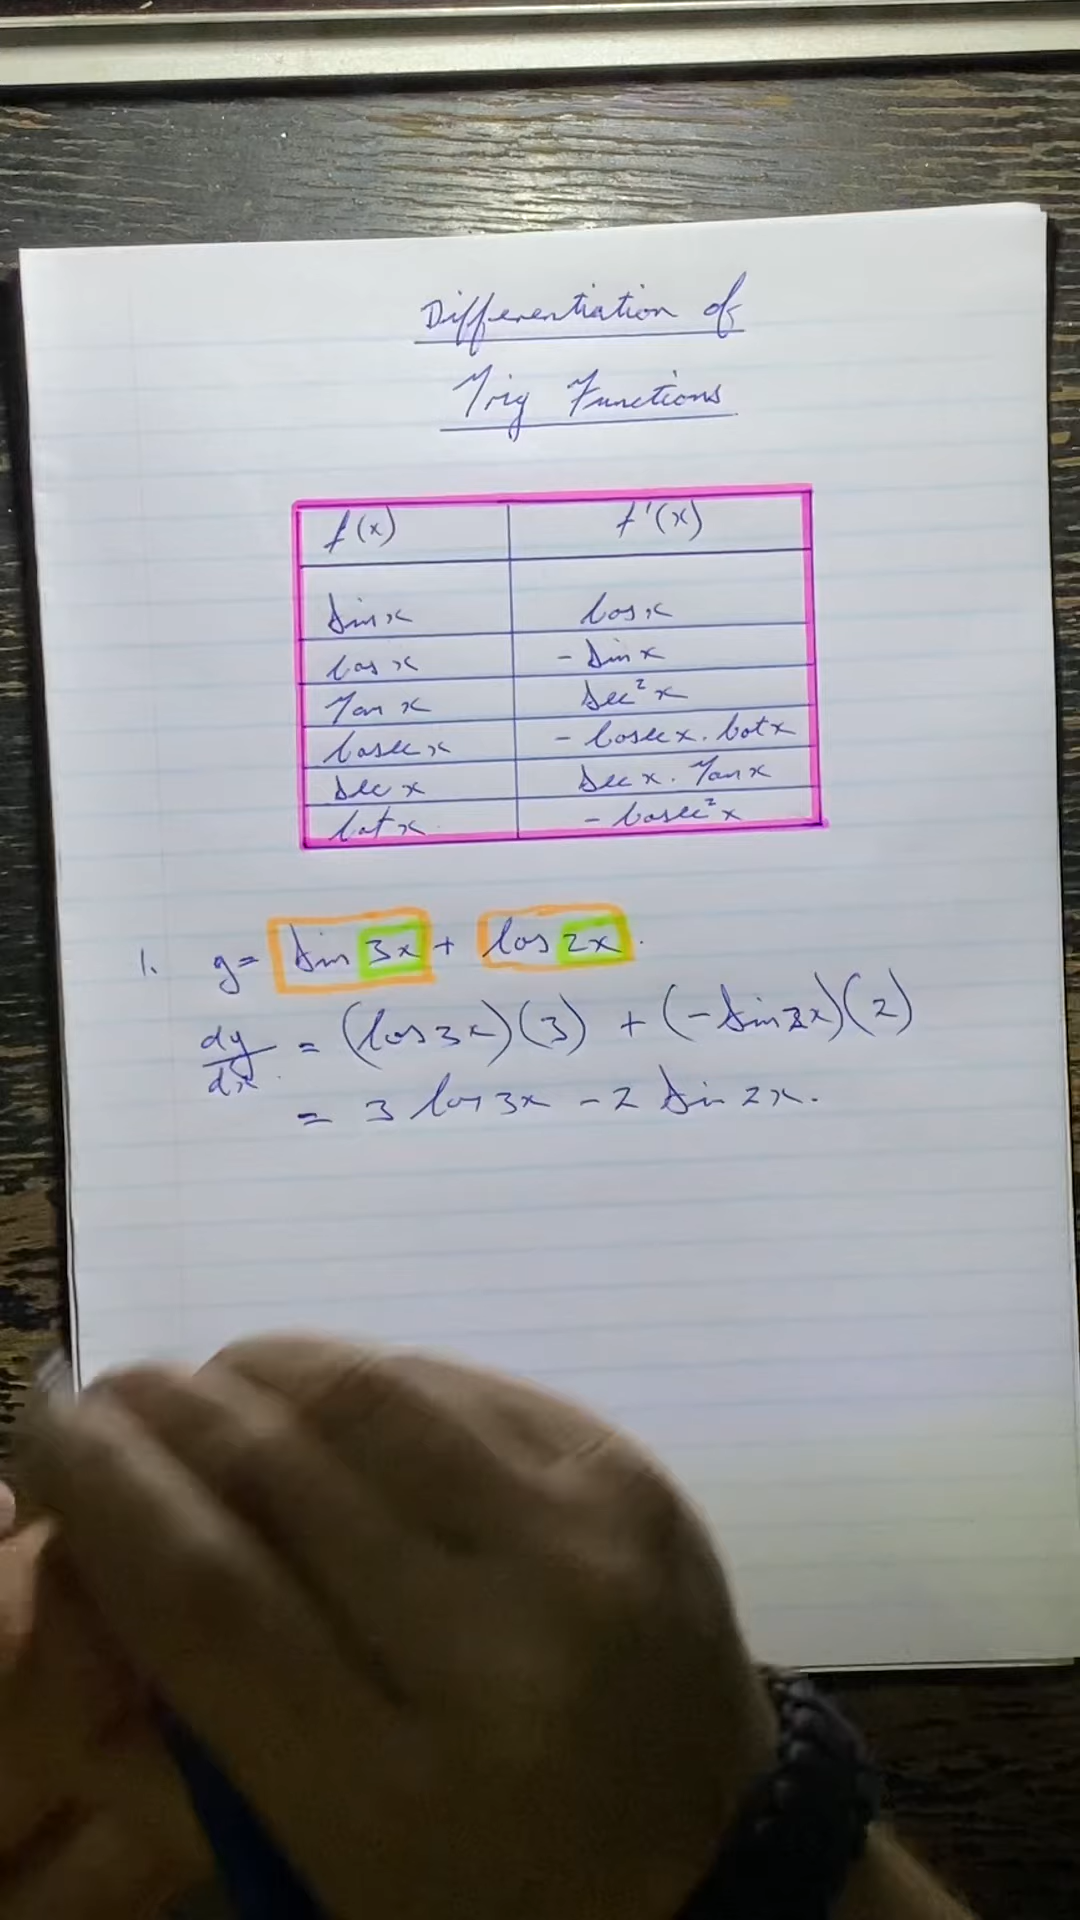 Differentiation of
Trig Functions
f(x) f'(x)
Sin x Cos x
Cos x - Sin x
Tan x Sec² x
Cosec x - Cosec x . Cot x
Sec x Sec x . Tan x
Cot x - Cosec² x
1. y = Sin 3x + Cos 2x.
dy/dx = (Cos 3x)(3) + (-Sin 2x)(2)
= 3 Cos 3x - 2 Sin 2x.